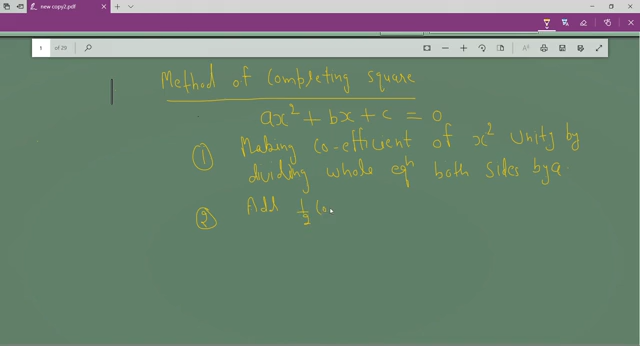 new copy2.pdf
1 of 29
Method of Completing square
ax² + bx + c = 0
① Making co-efficient of x² Unity by
dividing whole eqn both sides by a.
② Add 1/2 (o